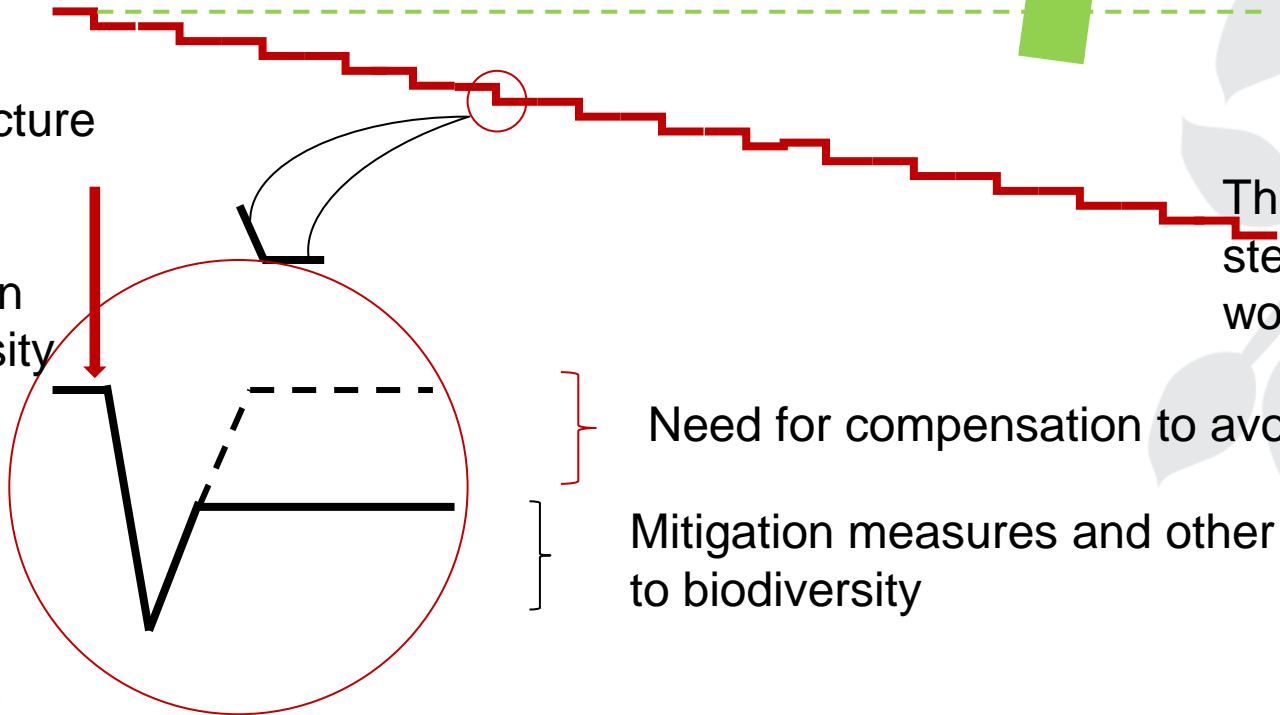 cture
n
sity
Th
ste
wo
Need for compensation to avo
Mitigation measures and other
to biodiversity